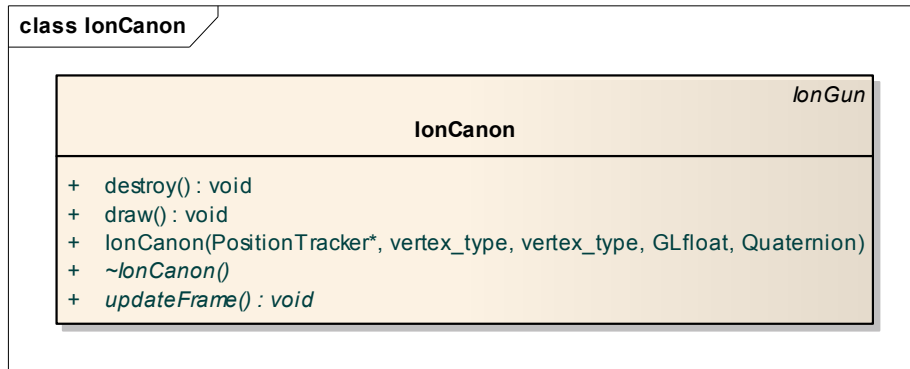 class IonCanon
IonGun
IonCanon
+ destroy() : void
+ draw() : void
+ IonCanon(PositionTracker*, vertex_type, vertex_type, GLfloat, Quaternion)
+ ~IonCanon()
+ updateFrame() : void